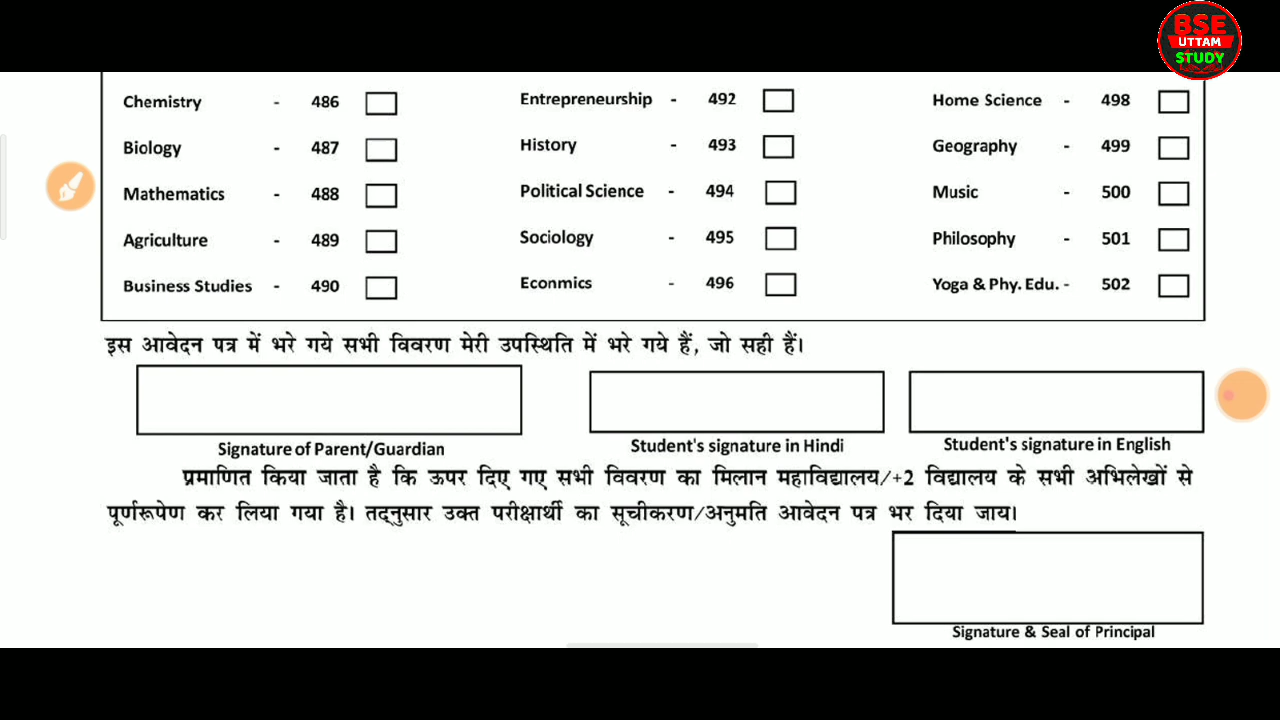 BSE
UTTAM
STUDY
Chemistry - 486 Entrepreneurship - 492 Home Science - 498
Biology - 487 History - 493 Geography - 499
Mathematics - 488 Political Science - 494 Music - 500
Agriculture - 489 Sociology - 495 Philosophy - 501
Business Studies - 490 Econmics - 496 Yoga & Phy. Edu. - 502
इस आवेदन पत्र में भरे गये सभी विवरण मेरी उपस्थिति में भरे गये हैं, जो सही हैं।
Signature of Parent/Guardian Student's signature in Hindi Student's signature in English
प्रमाणित किया जाता है कि ऊपर दिए गए सभी विवरण का मिलान महाविद्यालय/+2 विद्यालय के सभी अभिलेखों से
पूर्णरूपेण कर लिया गया है। तद्नुसार उक्त परीक्षार्थी का सूचीकरण/अनुमति आवेदन पत्र भर दिया जाय।
Signature & Seal of Principal